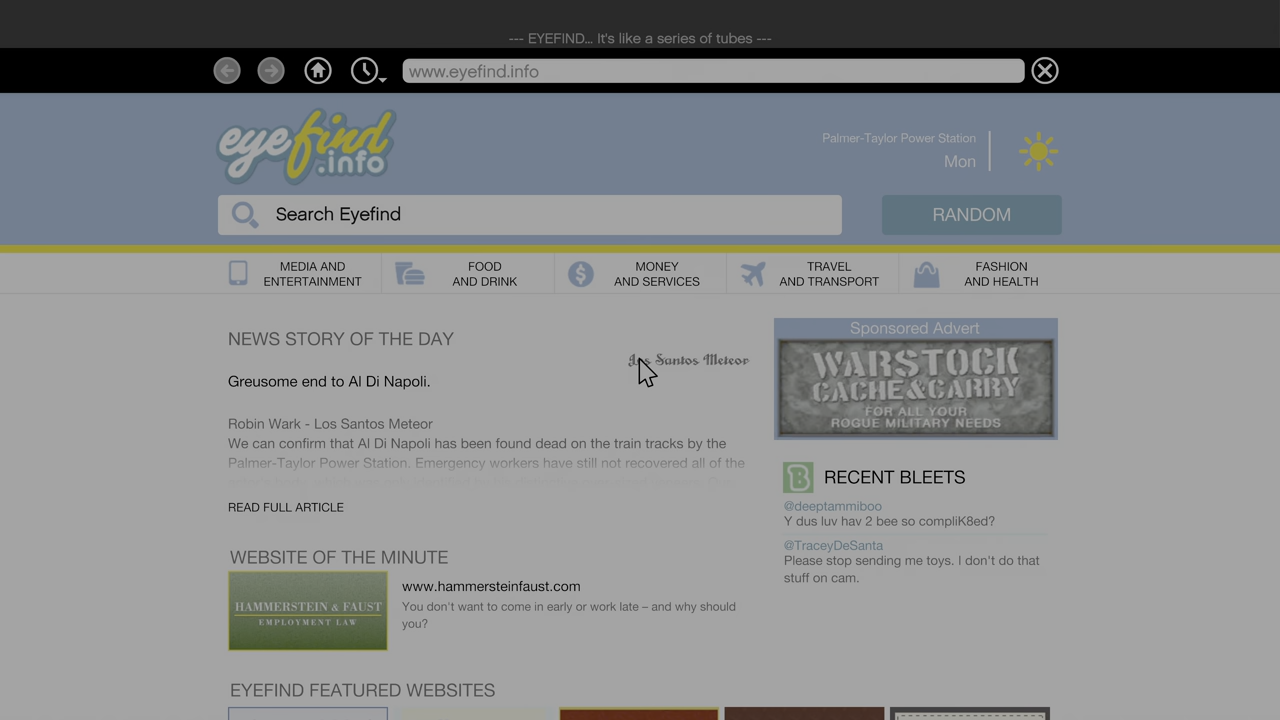 --- EYEFIND... It's like a series of tubes ---
www.eyefind.info
eyefind
.info
Palmer-Taylor Power Station
Mon
Search Eyefind
RANDOM
MEDIA AND
ENTERTAINMENT
FOOD
AND DRINK
MONEY
AND SERVICES
TRAVEL
AND TRANSPORT
FASHION
AND HEALTH
NEWS STORY OF THE DAY
Los Santos Meteor
Greusome end to Al Di Napoli.
Robin Wark - Los Santos Meteor
We can confirm that Al Di Napoli has been found dead on the train tracks by the
Palmer-Taylor Power Station. Emergency workers have still not recovered all of the
READ FULL ARTICLE
Sponsored Advert
WARSTOCK
CACHE & CARRY
FOR ALL YOUR
ROGUE MILITARY NEEDS
B
RECENT BLEETS
@deeptammiboo
Y dus luv hav 2 bee so compliK8ed?
@TraceyDeSanta
Please stop sending me toys. I don't do that
stuff on cam.
WEBSITE OF THE MINUTE
HAMMERSTEIN & FAUST
EMPLOYMENT LAW
www.hammersteinfaust.com
You don't want to come in early or work late – and why should
you?
EYEFIND FEATURED WEBSITES